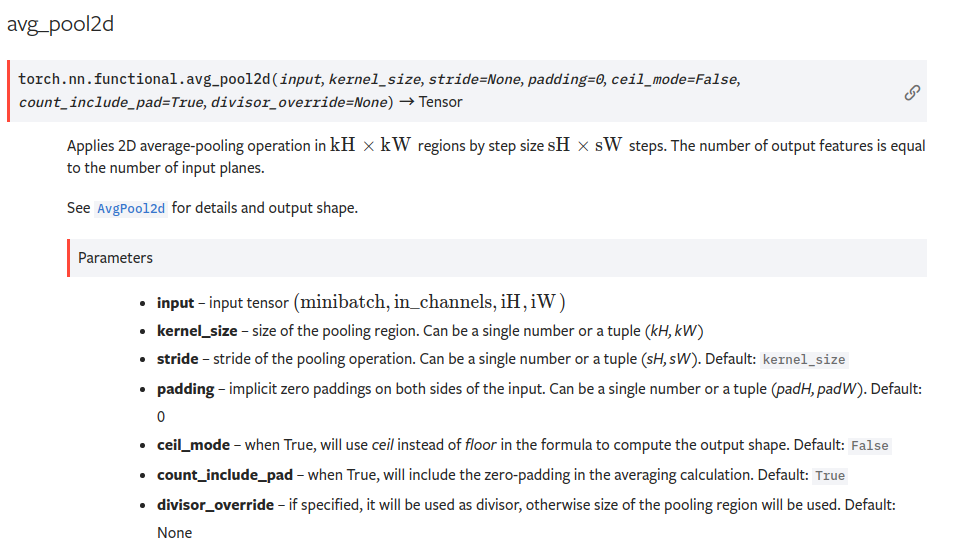 avg_pool2d
torch.nn.functional.avg_pool2d(input, kernel_size, stride=None, padding=0, ceil_mode=False,
count_include_pad=True, divisor_override=None) → Tensor
Applies 2D average-pooling operation in kH × kW regions by step size sH × sW steps. The number of output features is equal
to the number of input planes.
See AvgPool2d for details and output shape.
Parameters
• input – input tensor (minibatch, in_channels, iH, iW)
• kernel_size – size of the pooling region. Can be a single number or a tuple (kH, kW)
• stride – stride of the pooling operation. Can be a single number or a tuple (sH, sW). Default: kernel_size
• padding – implicit zero paddings on both sides of the input. Can be a single number or a tuple (padH, padW). Default:
0
• ceil_mode – when True, will use ceil instead of floor in the formula to compute the output shape. Default: False
• count_include_pad – when True, will include the zero-padding in the averaging calculation. Default: True
• divisor_override – if specified, it will be used as divisor, otherwise size of the pooling region will be used. Default:
None